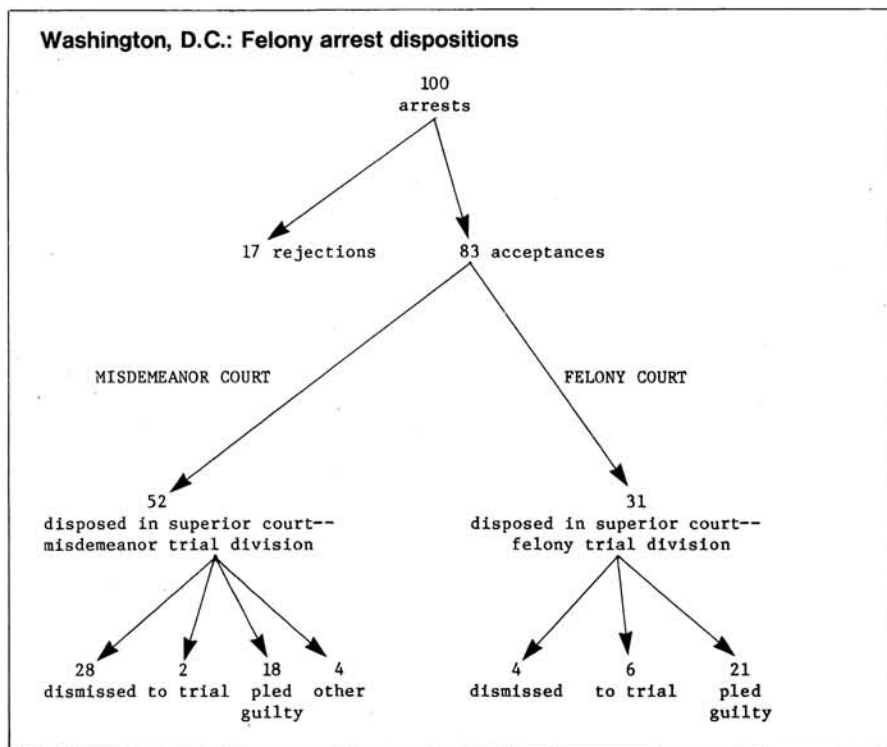 Washington, D.C.: Felony arrest dispositions
100
arrests
17 rejections 83 acceptances
MISDEMEANOR COURT FELONY COURT
52 31
disposed in superior court-- disposed in superior court--
misdemeanor trial division felony trial division
28 2 18 4 4 6 21
dismissed to trial pled other dismissed to trial pled
guilty guilty